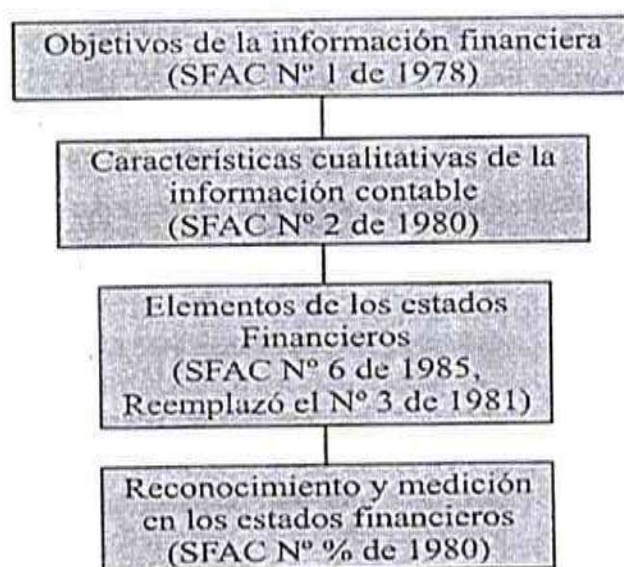 Objetivos de la información financiera
(SFAC Nº 1 de 1978)
Características cualitativas de la
información contable
(SFAC Nº 2 de 1980)
Elementos de los estados
Financieros
(SFAC Nº 6 de 1985,
Reemplazó el Nº 3 de 1981)
Reconocimiento y medición
en los estados financieros
(SFAC Nº % de 1980)